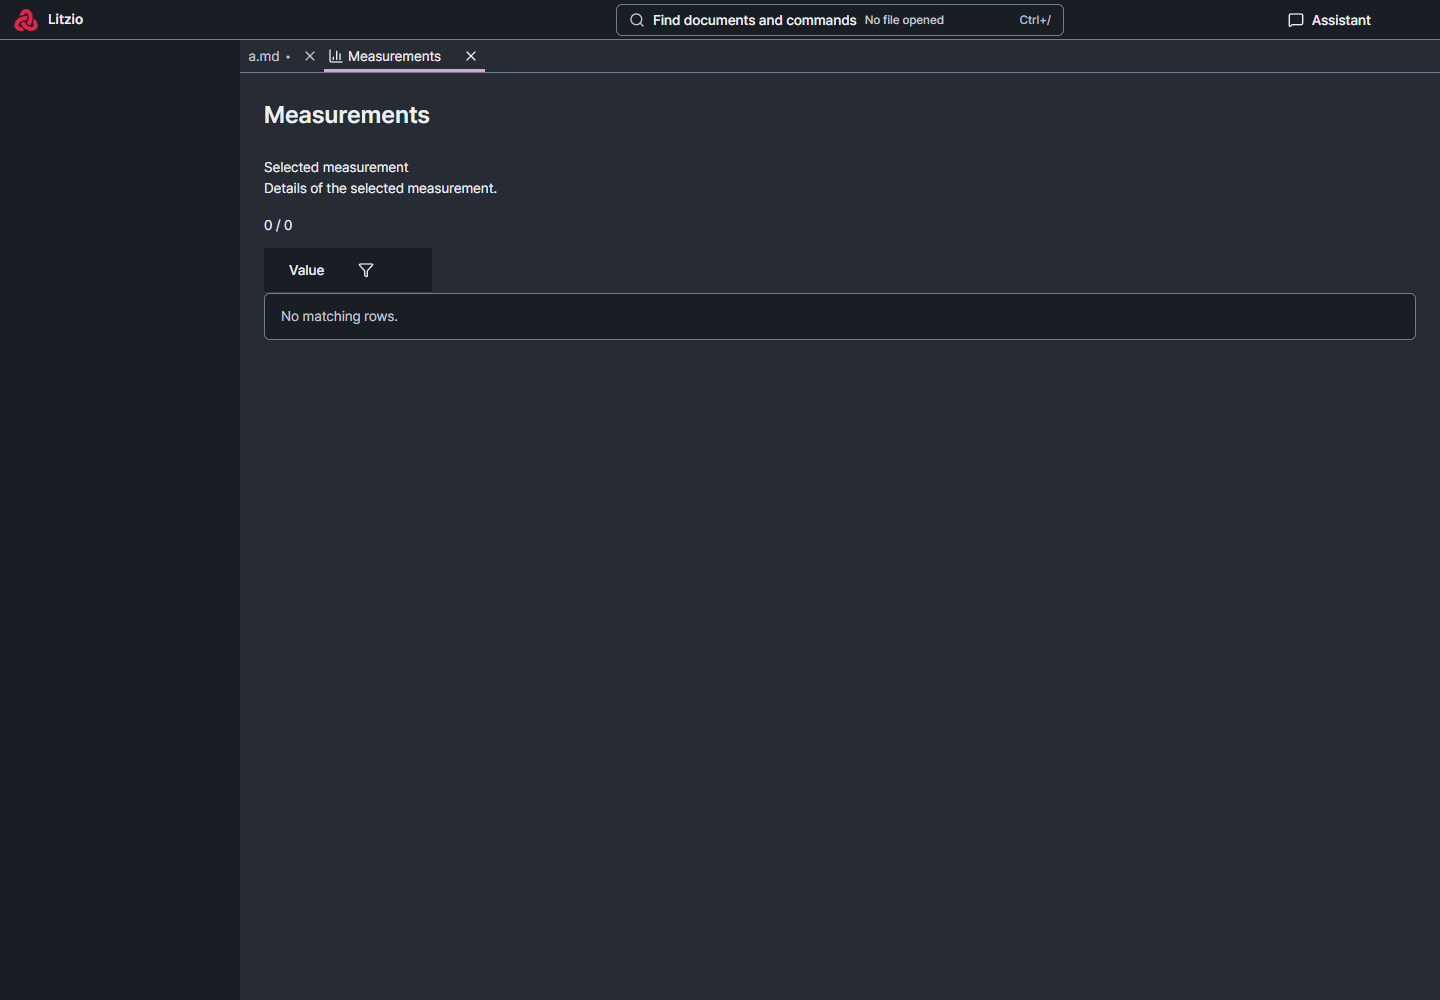 Litzio
Find documents and commands No file opened Ctrl+/
Assistant
a.md •
Measurements
Measurements
Selected measurement
Details of the selected measurement.
0 / 0
Value
No matching rows.